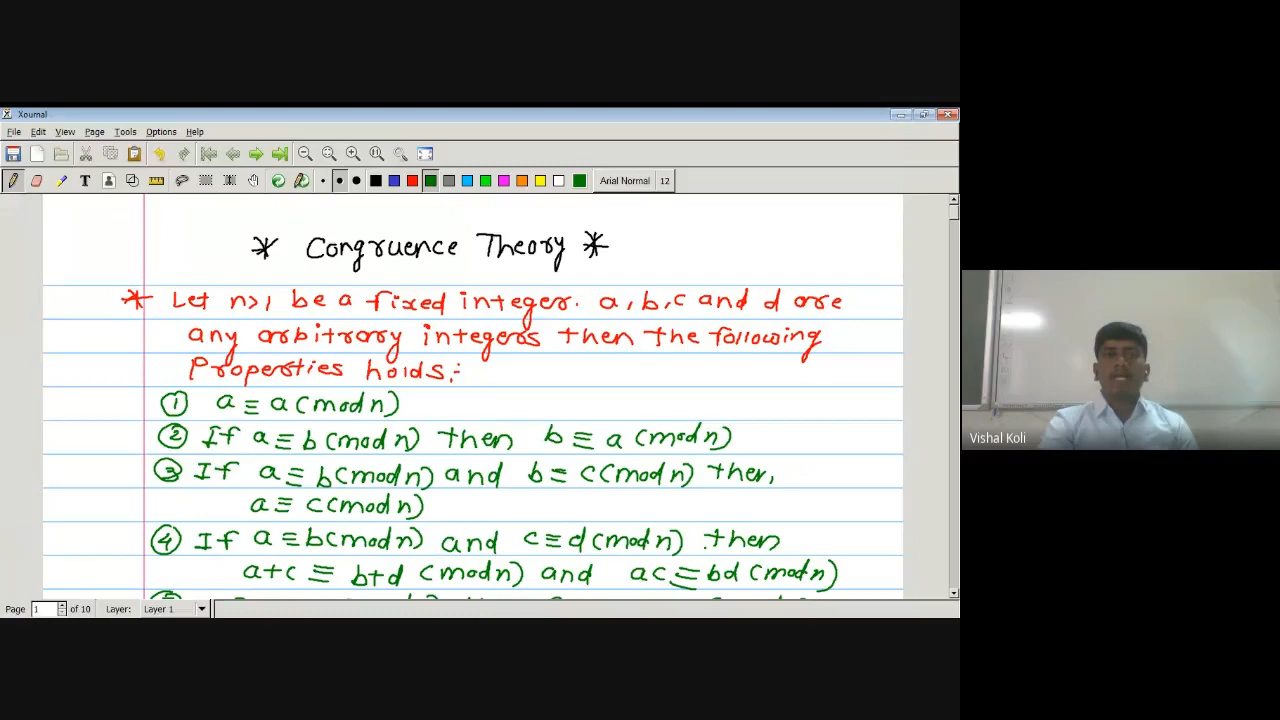 Xournal
File Edit View Page Tools Options Help
T Arial Normal 12
* Congruence Theory *
* Let n>1 be a fixed integer. a, b, c and d are
any arbitrary integers then the following
Properties holds:-
① a ≡ a (mod n)
② If a ≡ b (mod n) then b ≡ a (mod n)
③ If a ≡ b (mod n) and b ≡ c (mod n) then,
a ≡ c (mod n)
④ If a ≡ b (mod n) and c ≡ d (mod n) then
a+c ≡ b+d (mod n) and ac ≡ bd (mod n)
Page 1 of 10 Layer: Layer 1
Vishal Koli